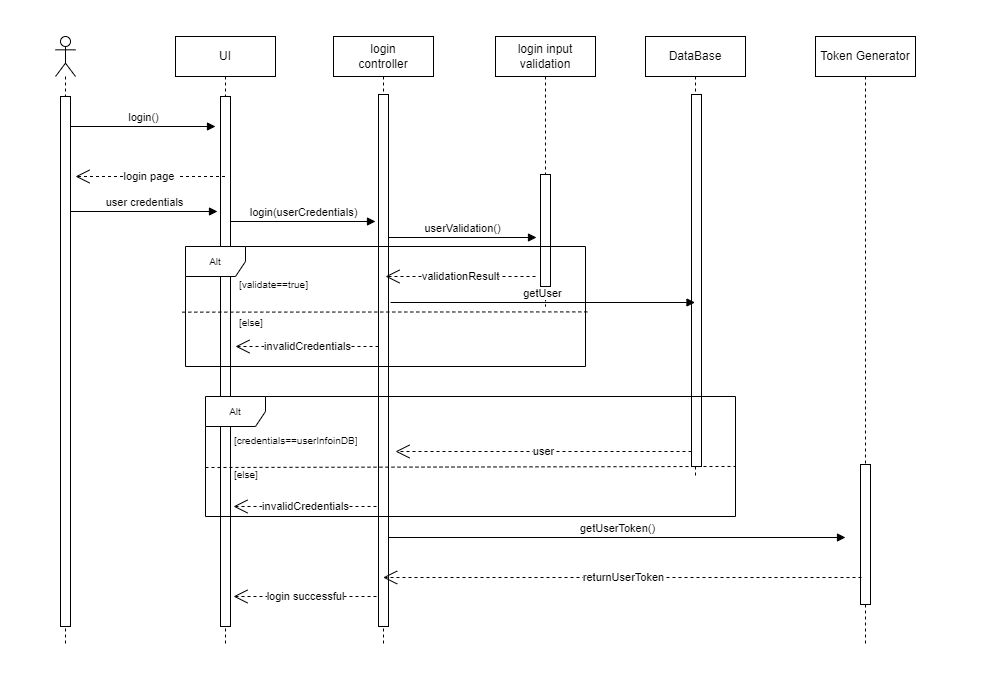 UI
login
controller
login input
validation
DataBase
Token Generator
login()
login page
user credentials
login(userCredentials)
userValidation()
Alt
validationResult
[validate==true]
getUser
[else]
invalidCredentials
Alt
[credentials==userInfoinDB]
user
[else]
invalidCredentials
getUserToken()
returnUserToken
login successful